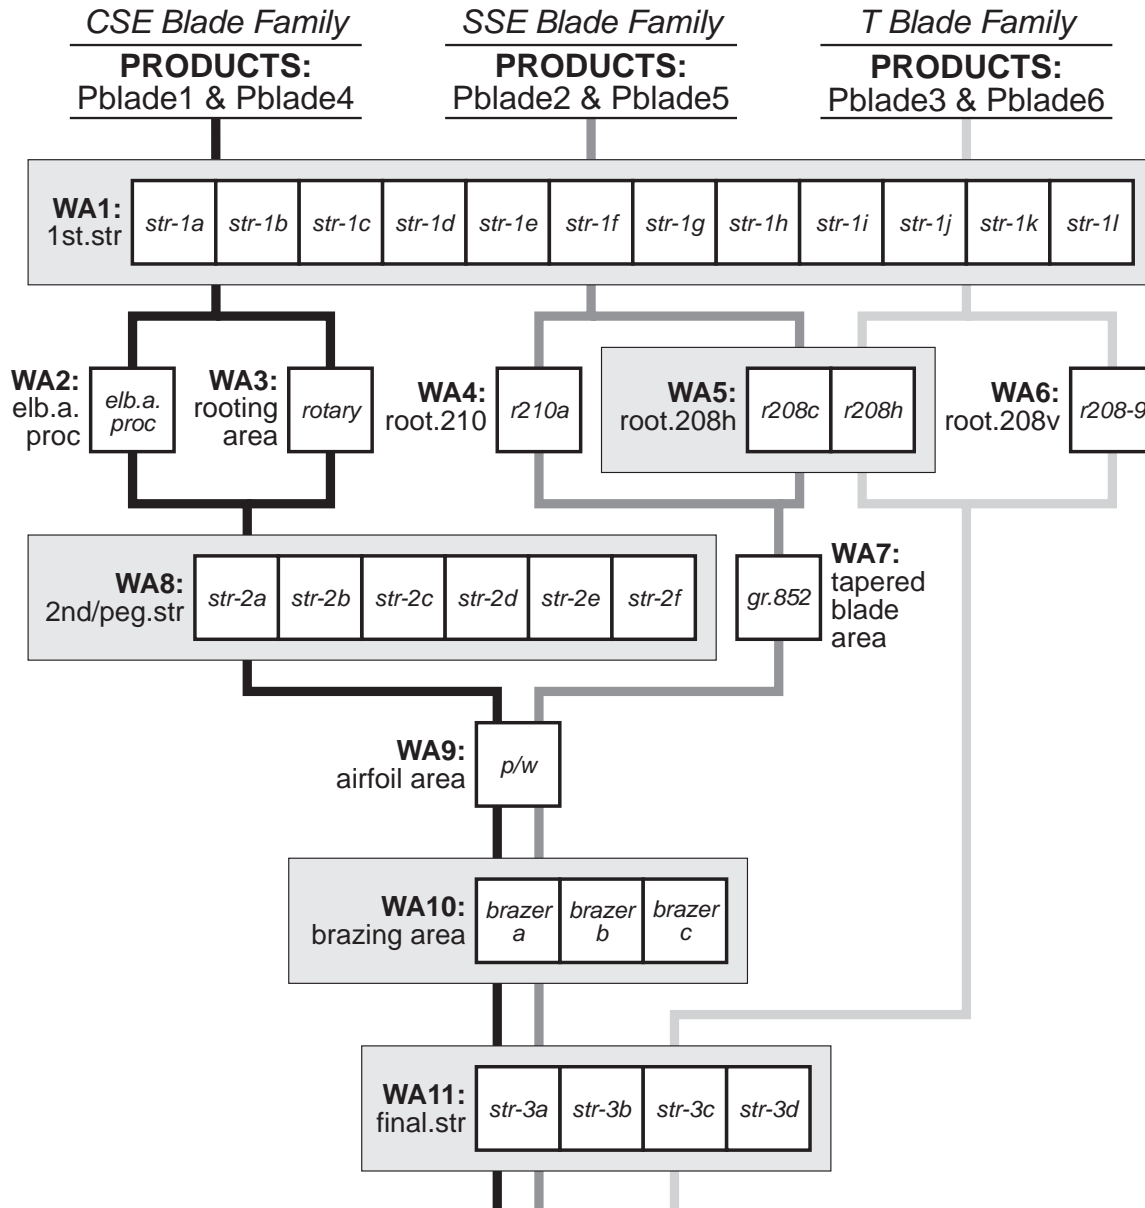 CSE Blade Family
PRODUCTS:
Pblade1 & Pblade4
SSE Blade Family
PRODUCTS:
Pblade2 & Pblade5
T Blade Family
PRODUCTS:
Pblade3 & Pblade6
WA1:
1st.str
str-1a
str-1b
str-1c
str-1d
str-1e
str-1f
str-1g
str-1h
str-1i
str-1j
str-1k
str-1l
WA2:
elb.a.
proc
elb.a.
proc
WA3:
rooting
area
rotary
WA4:
root.210
r210a
WA5:
root.208h
r208c
r208h
WA6:
root.208v
r208-9
WA8:
2nd/peg.str
str-2a
str-2b
str-2c
str-2d
str-2e
str-2f
gr.852
WA7:
tapered
blade
area
WA9:
airfoil area
p/w
WA10:
brazing area
brazer
a
brazer
b
brazer
c
WA11:
final.str
str-3a
str-3b
str-3c
str-3d